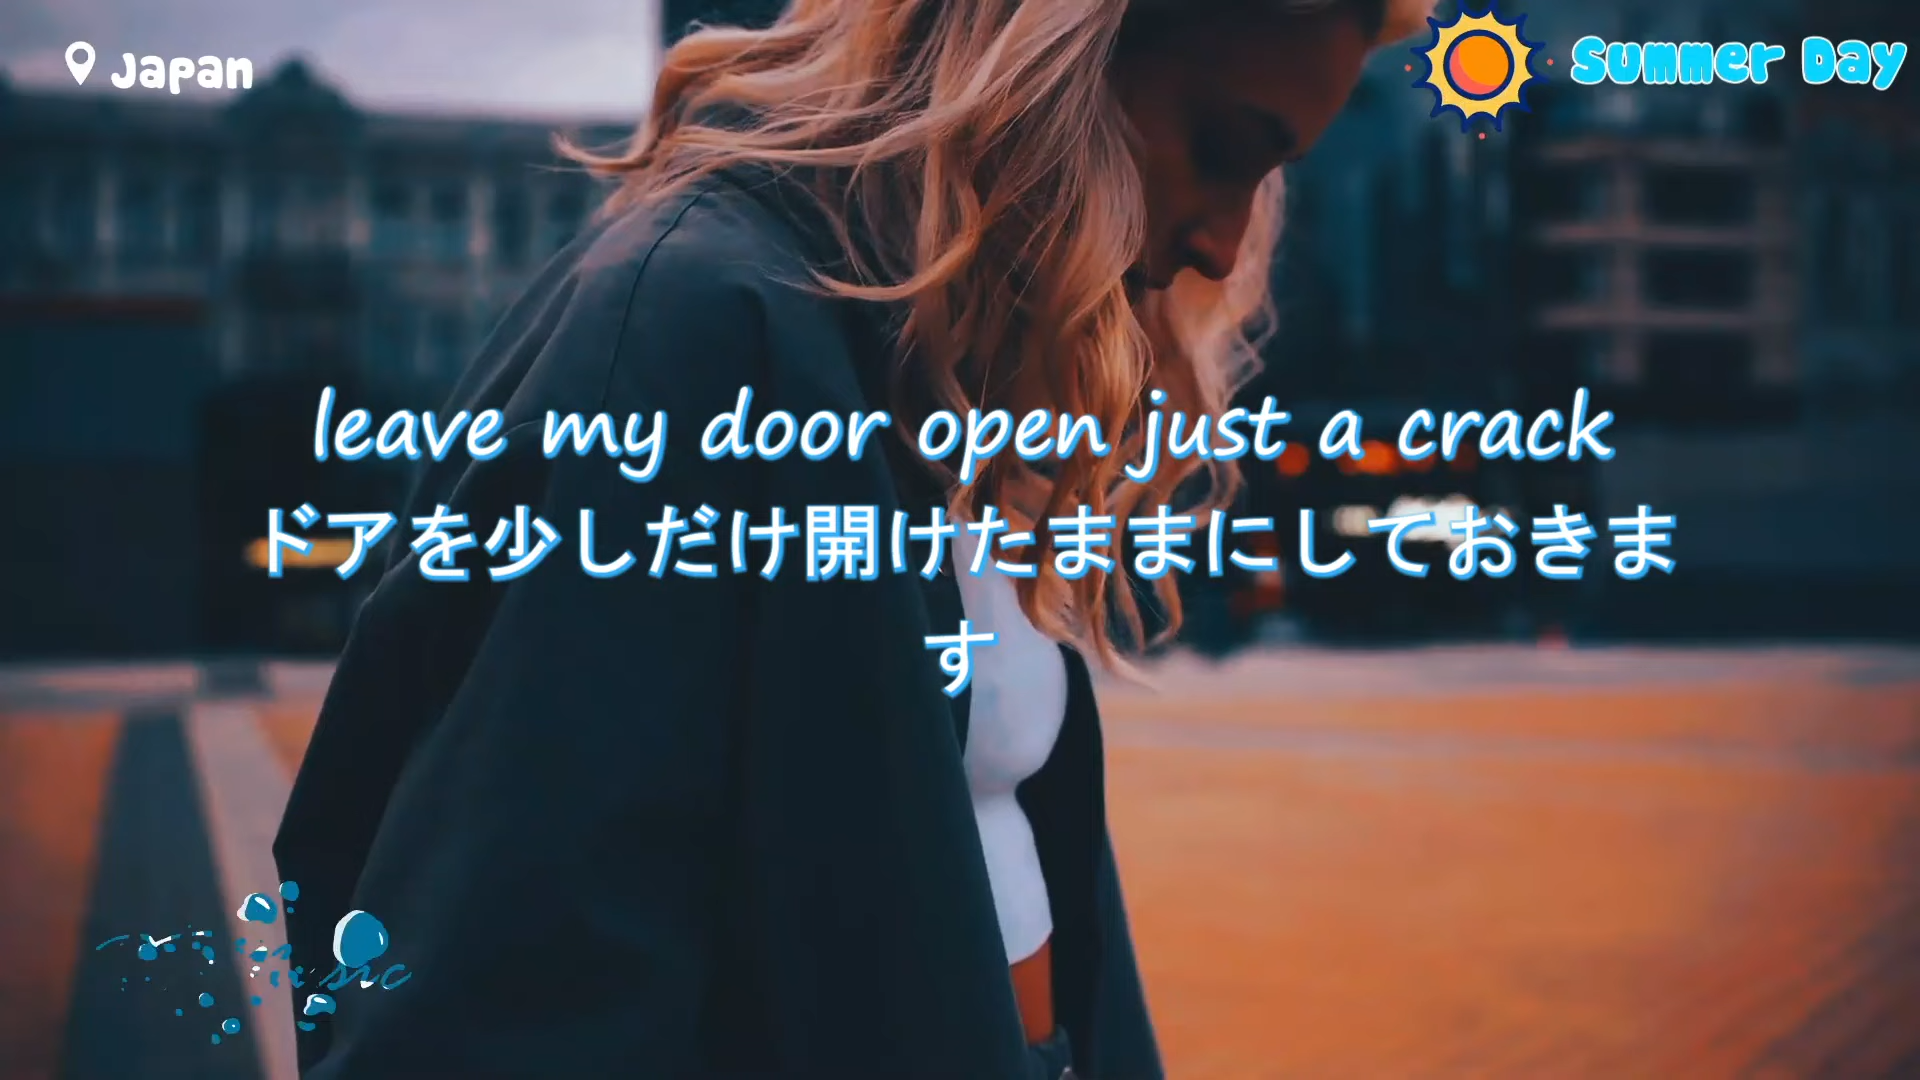 Japan
Summer Day
leave my door open just a crack
ドアを少しだけ開けたままにしておきま
す